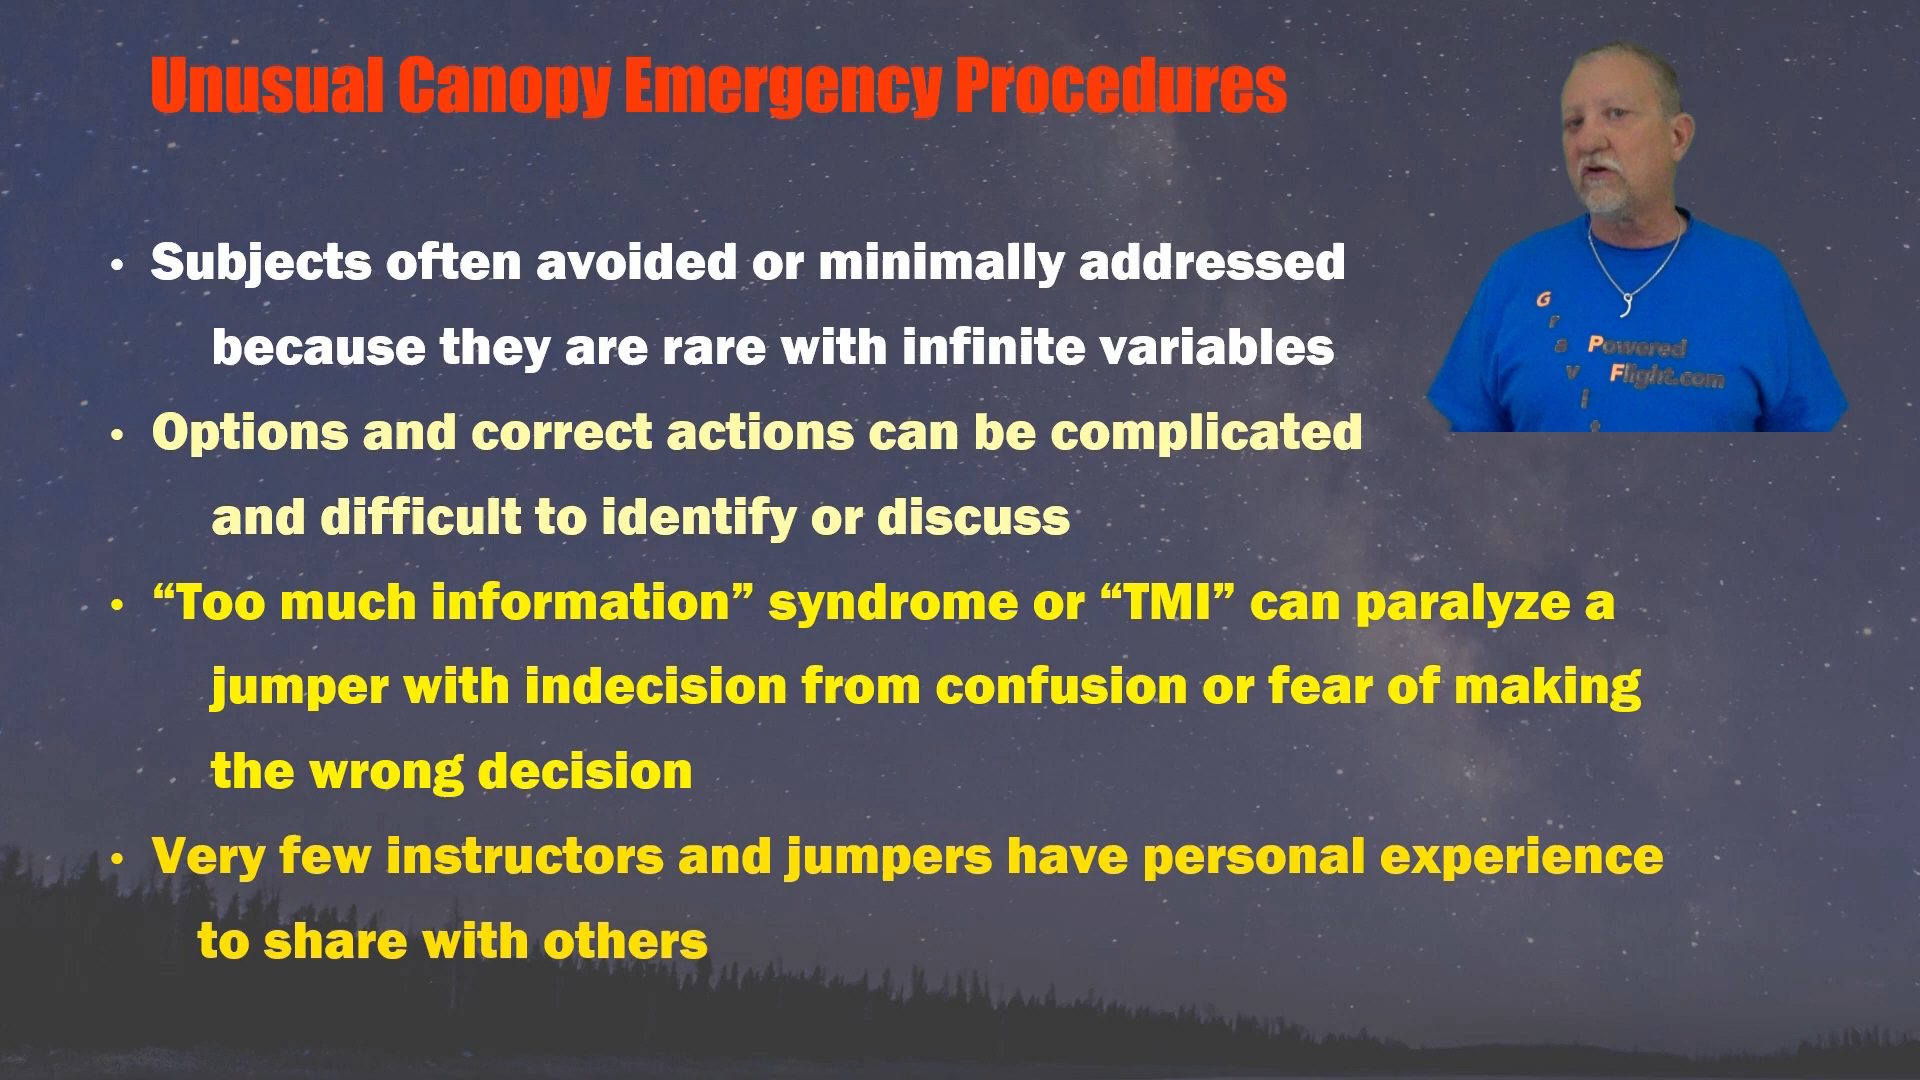 Unusual Canopy Emergency Procedures
• Subjects often avoided or minimally addressed
because they are rare with infinite variables
• Options and correct actions can be complicated
and difficult to identify or discuss
• “Too much information” syndrome or “TMI” can paralyze a
jumper with indecision from confusion or fear of making
the wrong decision
• Very few instructors and jumpers have personal experience
to share with others
Gravit
Powered
Flight.com